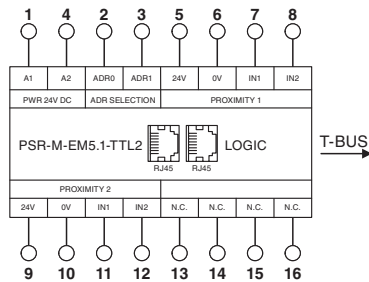 1 4 2 3 5 6 7 8
A1 A2 ADR0 ADR1 24V 0V IN1 IN2
PWR 24V DC ADR SELECTION PROXIMITY 1
PSR-M-EM5.1-TTL2 LOGIC T-BUS
RJ45 RJ45
PROXIMITY 2
24V 0V IN1 IN2 N.C. N.C. N.C. N.C.
9 10 11 12 13 14 15 16